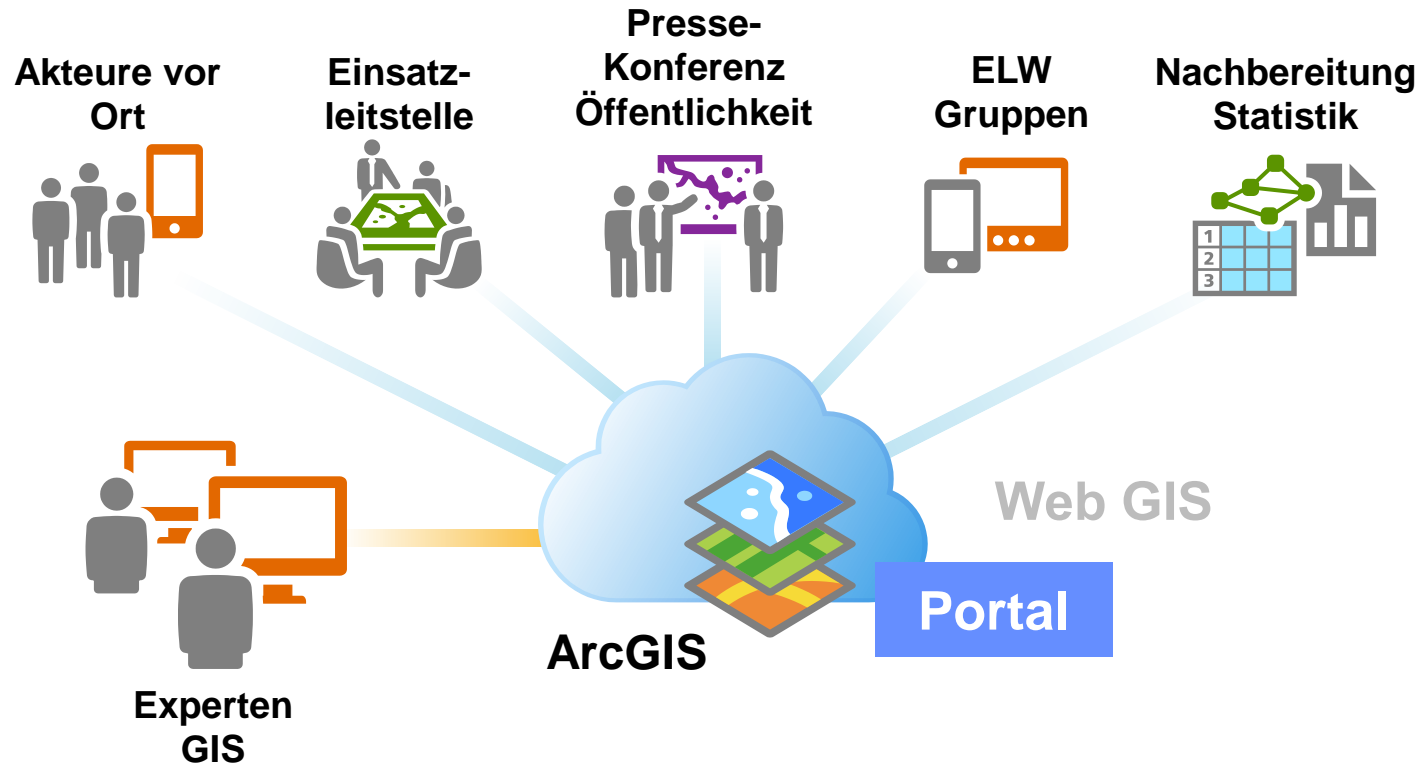 Akteure vor
Ort
Einsatz-
leitstelle
Presse-
Konferenz
Öffentlichkeit
ELW
Gruppen
Nachbereitung
Statistik
1
2
3
Web GIS
Portal
ArcGIS
Experten
GIS